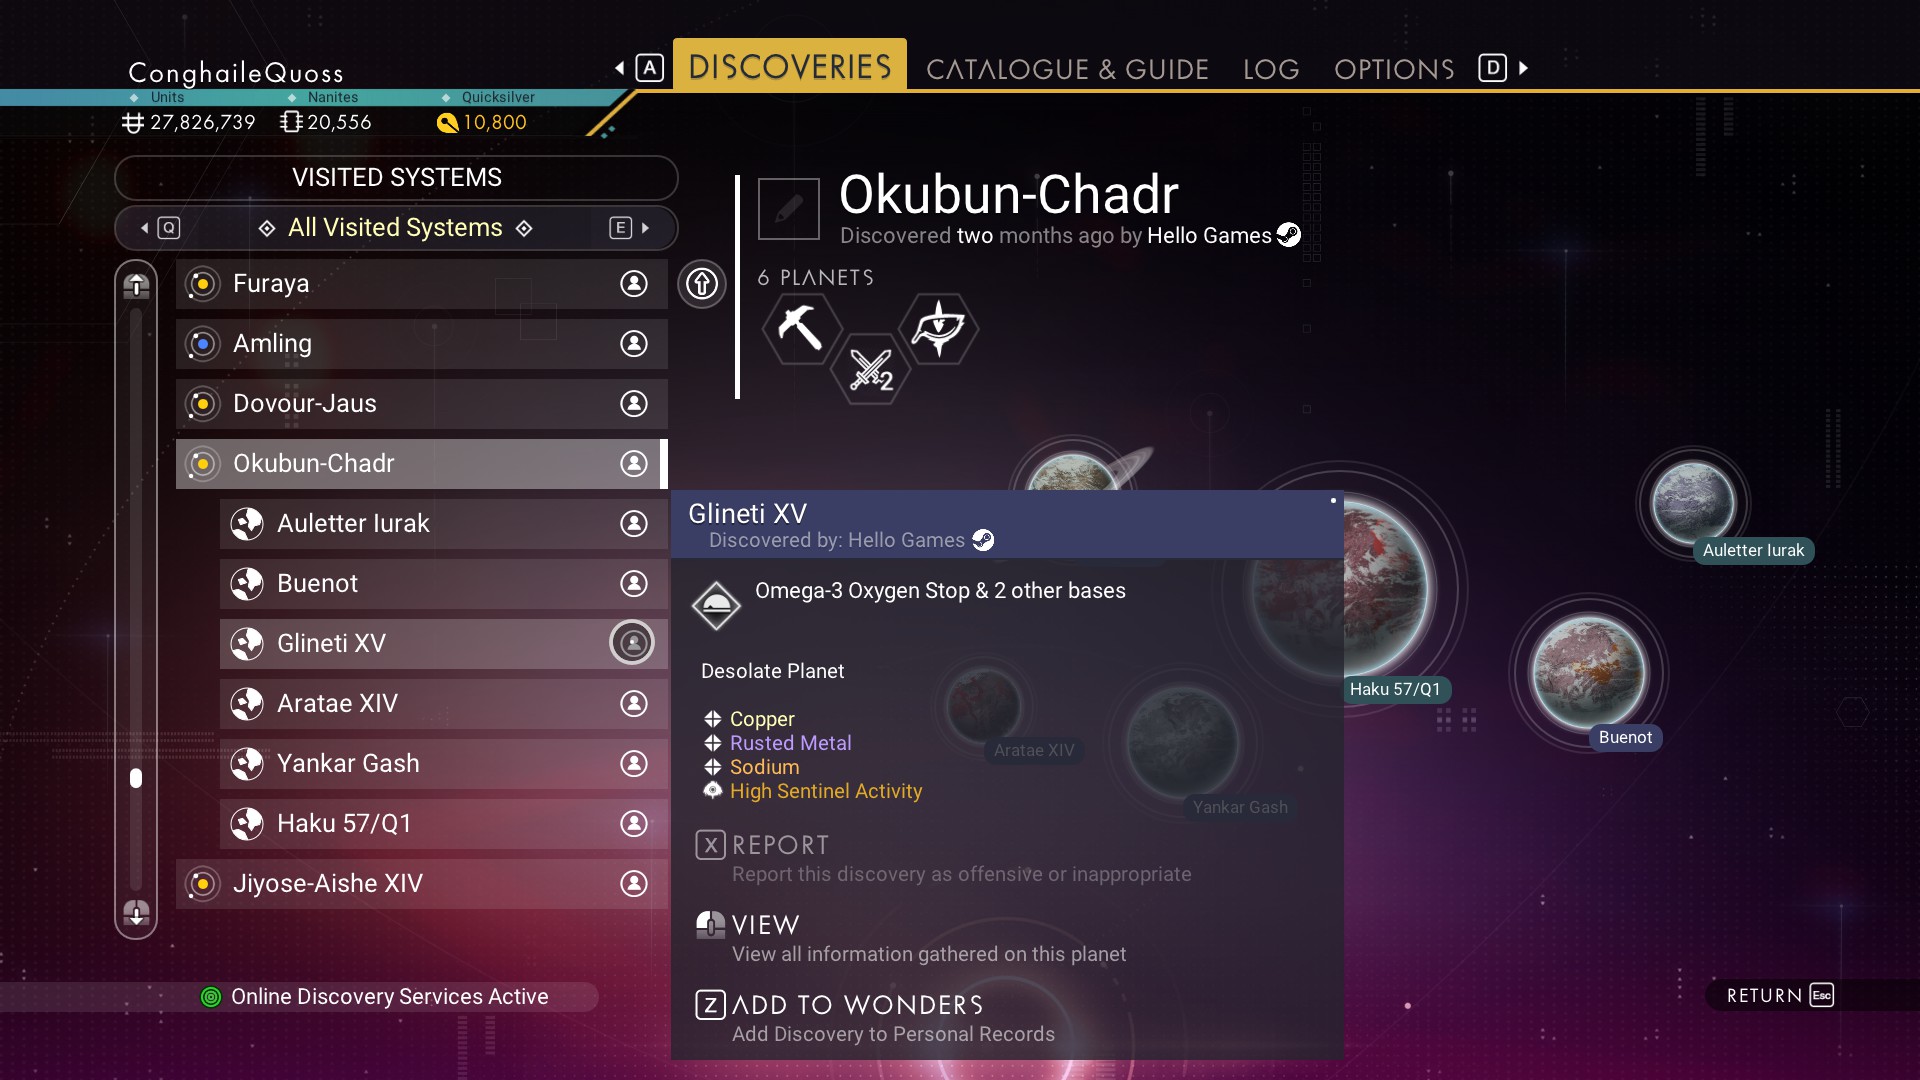 ConghaileQuoss
A DISCOVERIES CATALOGUE & GUIDE LOG OPTIONS D
Units Nanites Quicksilver
27,826,739 20,556 10,800
VISITED SYSTEMS
Q All Visited Systems E
Furaya
Amling
Dovour-Jaus
Okubun-Chadr
Auletter Iurak
Buenot
Glineti XV
Aratae XIV
Yankar Gash
Haku 57/Q1
Jiyose-Aishe XIV
Online Discovery Services Active
Okubun-Chadr
Discovered two months ago by Hello Games
6 PLANETS
2
Glineti XV
Discovered by: Hello Games
Omega-3 Oxygen Stop & 2 other bases
Desolate Planet
Copper
Rusted Metal
Sodium
High Sentinel Activity
X REPORT
Report this discovery as offensive or inappropriate
VIEW
View all information gathered on this planet
Z ADD TO WONDERS
Add Discovery to Personal Records
Auletter Iurak
Haku 57/Q1
Buenot
Aratae XIV
Yankar Gash
RETURN Esc